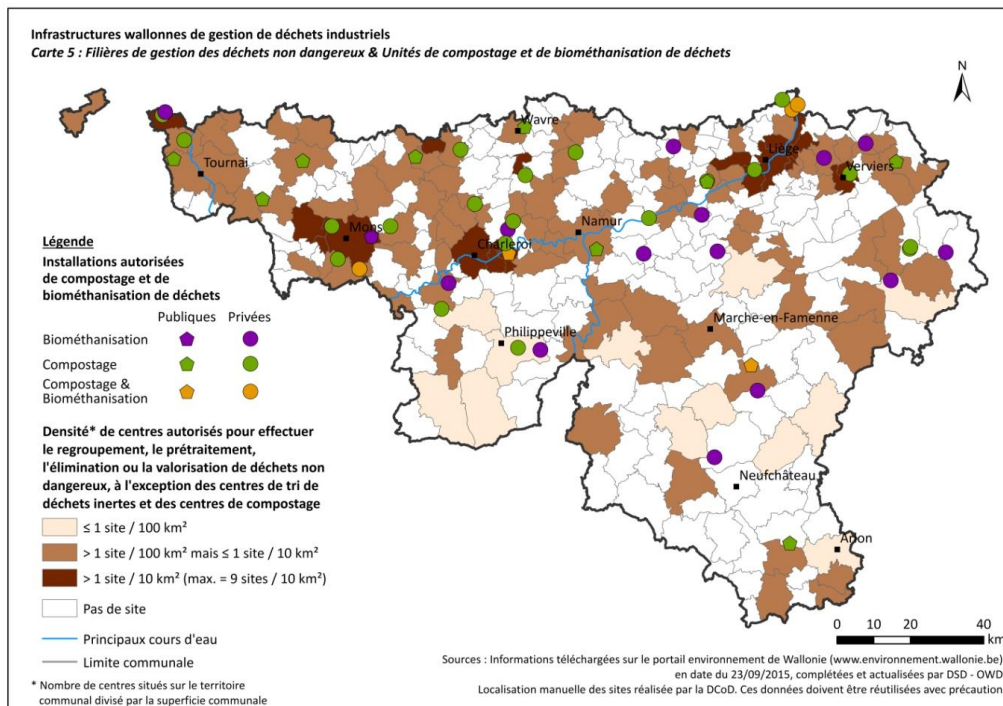 Infrastructures wallonnes de gestion de déchets industriels
Carte 5 : Filières de gestion des déchets non dangereux & Unités de compostage et de biométhanisation de déchets
N
Wavre
Tournai
Liège
Verviers
Mons
Namur
Charleroi
Marche-en-Famenne
Philippeville
Neufchâteau
Arlon
Légende
Installations autorisées
de compostage et de
biométhanisation de déchets
Publiques Privées
Biométhanisation
Compostage
Compostage &
Biométhanisation
Densité* de centres autorisés pour effectuer
le regroupement, le prétraitement,
l'élimination ou la valorisation de déchets non
dangereux, à l'exception des centres de tri de
déchets inertes et des centres de compostage
≤ 1 site / 100 km²
> 1 site / 100 km² mais ≤ 1 site / 10 km²
> 1 site / 10 km² (max. = 9 sites / 10 km²)
Pas de site
Principaux cours d'eau
Limite communale
* Nombre de centres situés sur le territoire
communal divisé par la superficie communale
0 10 20 40
km
Sources : Informations téléchargées sur le portail environnement de Wallonie (www.environnement.wallonie.be)
en date du 23/09/2015, complétées et actualisées par DSD - OWD
Localisation manuelle des sites réalisée par la DCoD. Ces données doivent être réutilisées avec précaution